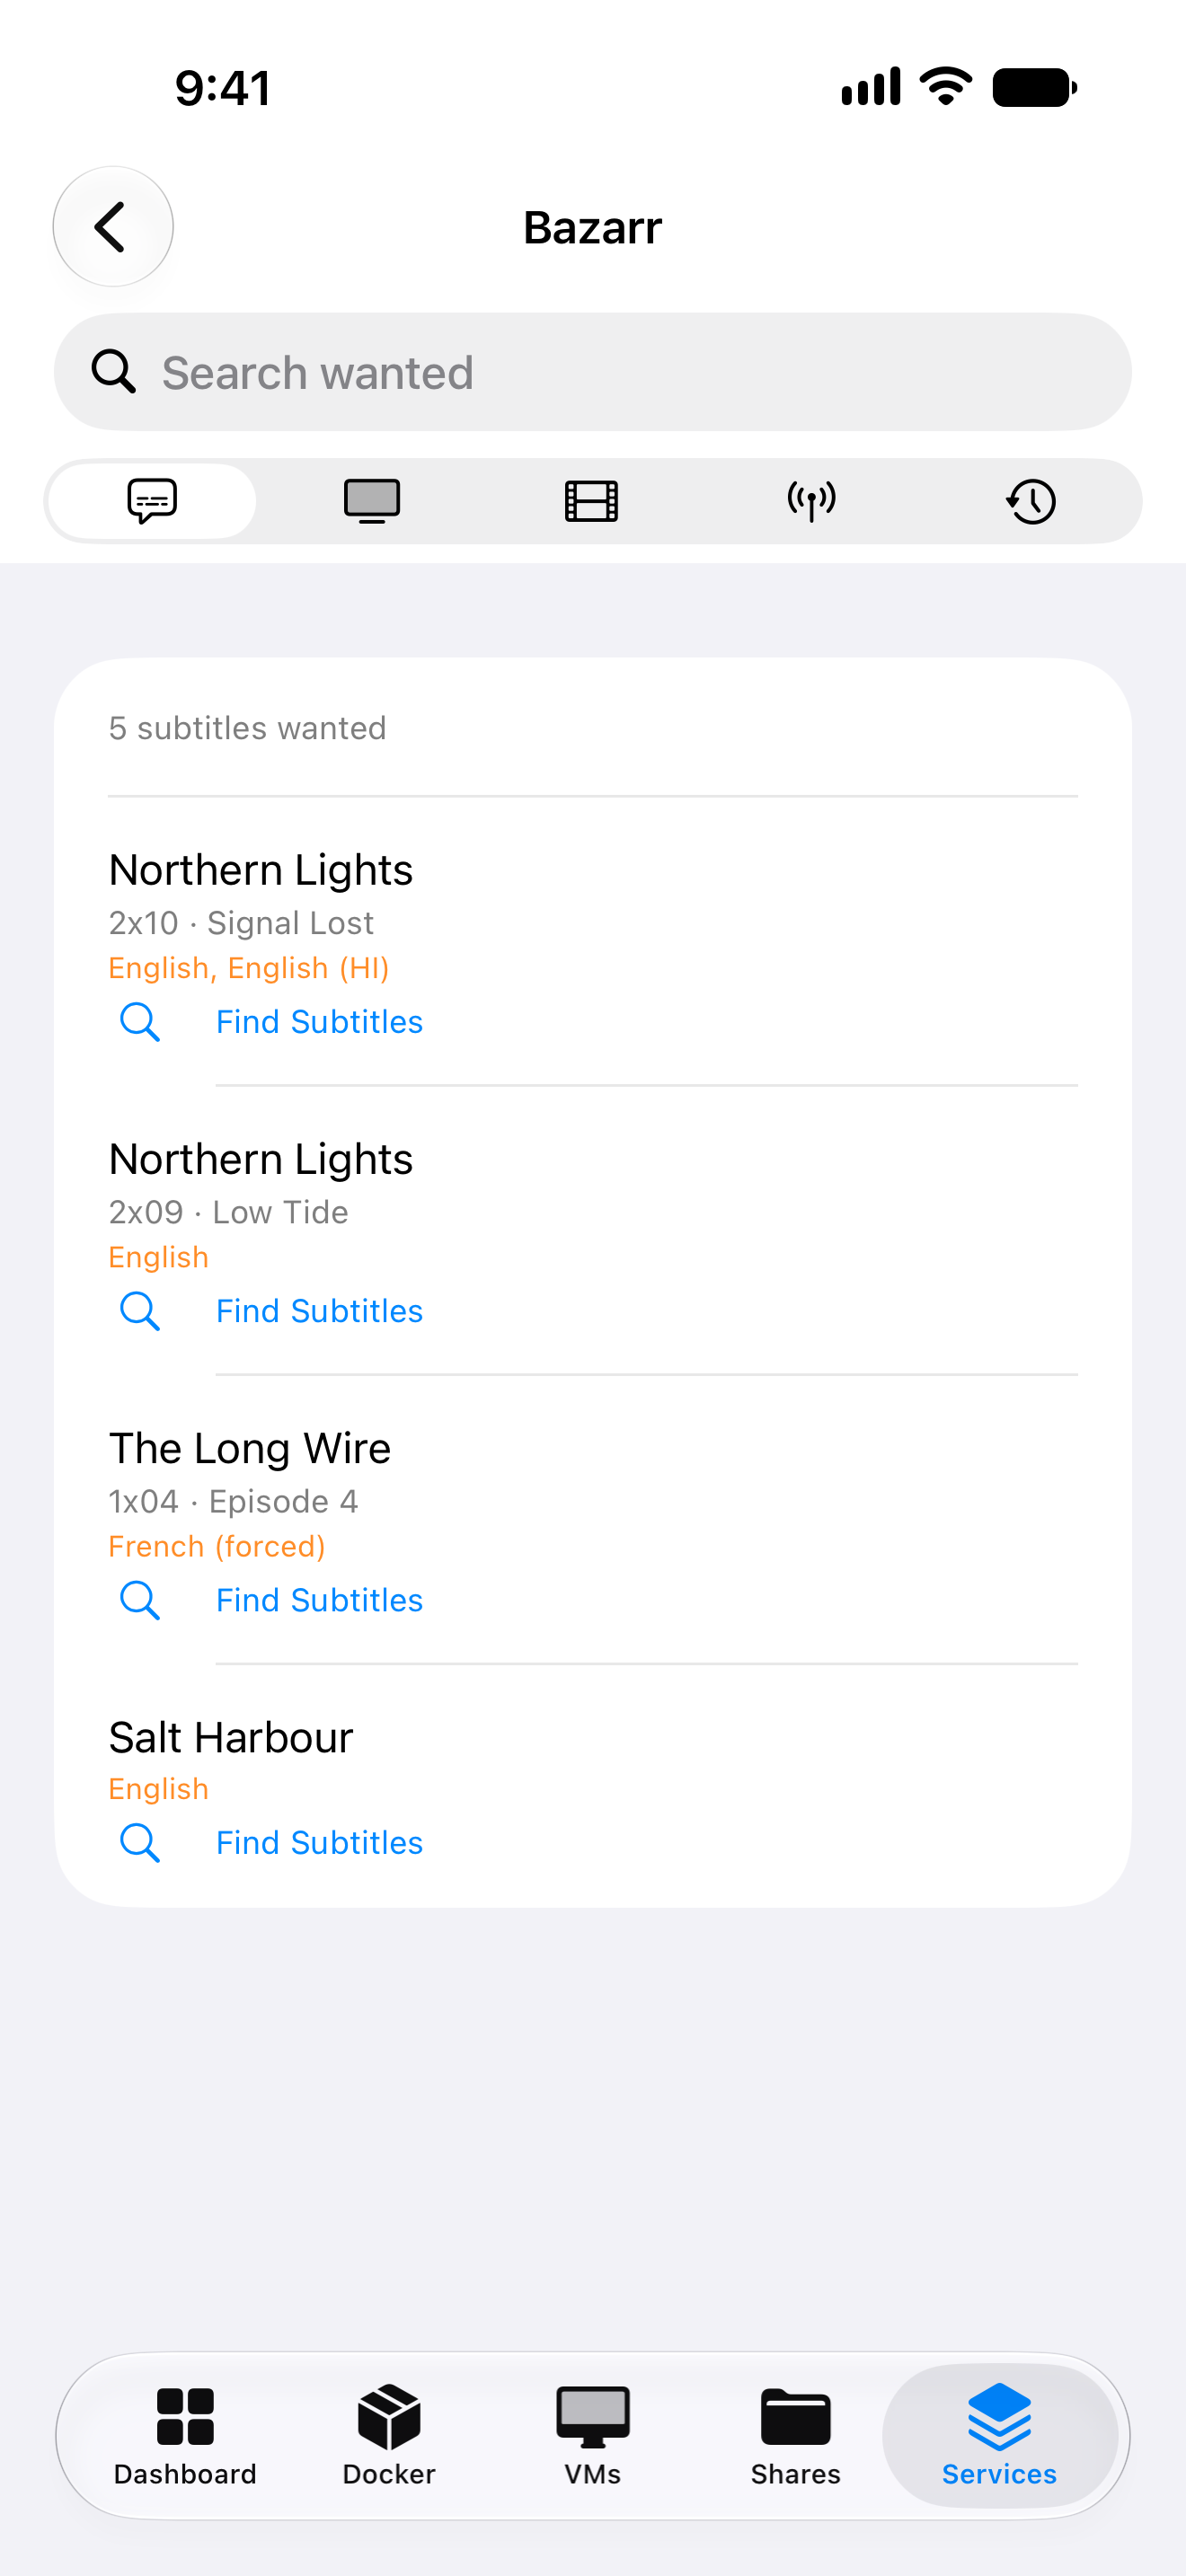 9:41
Bazarr
Search wanted
5 subtitles wanted
Northern Lights
2x10 · Signal Lost
English, English (HI)
Find Subtitles
Northern Lights
2x09 · Low Tide
English
Find Subtitles
The Long Wire
1x04 · Episode 4
French (forced)
Find Subtitles
Salt Harbour
English
Find Subtitles
Dashboard Docker VMs Shares Services